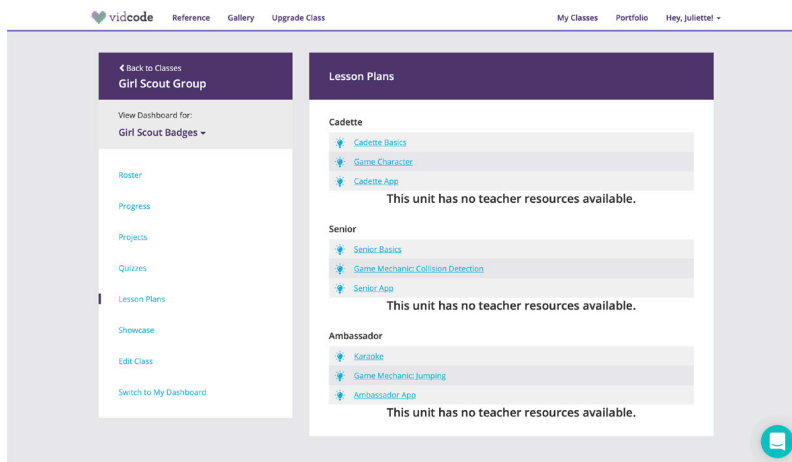 vidcode Reference Gallery Upgrade Class My Classes Portfolio Hey, Juliette!
Back to Classes
Girl Scout Group
View Dashboard for:
Girl Scout Badges
Roster
Progress
Projects
Quizzes
Lesson Plans
Showcase
Edit Class
Switch to My Dashboard
Lesson Plans
Cadette
Cadette Basics
Game Character
Cadette App
This unit has no teacher resources available.
Senior
Senior Basics
Game Mechanic: Collision Detection
Senior App
This unit has no teacher resources available.
Ambassador
Karaoke
Game Mechanic: Jumping
Ambassador App
This unit has no teacher resources available.